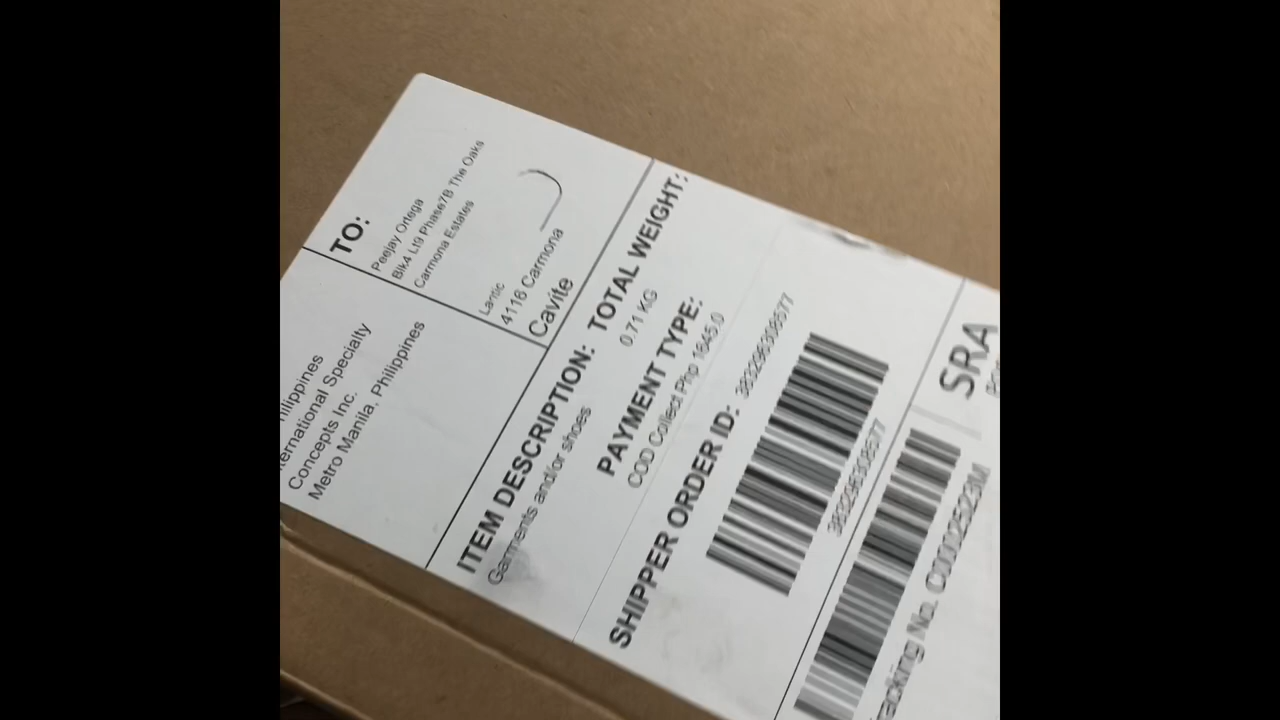 TO:
Peejay Ortega
Blk4 Lt9 Phase7B The Oaks
Carmona Estates
Lantic
4116 Carmona
Cavite
International Specialty
Concepts Inc.
Metro Manila, Philippines
ITEM DESCRIPTION:
Garments and/or shoes
TOTAL WEIGHT:
0.71 KG
PAYMENT TYPE:
COD Collect Php 1645.0
SHIPPER ORDER ID:
SRA
No.